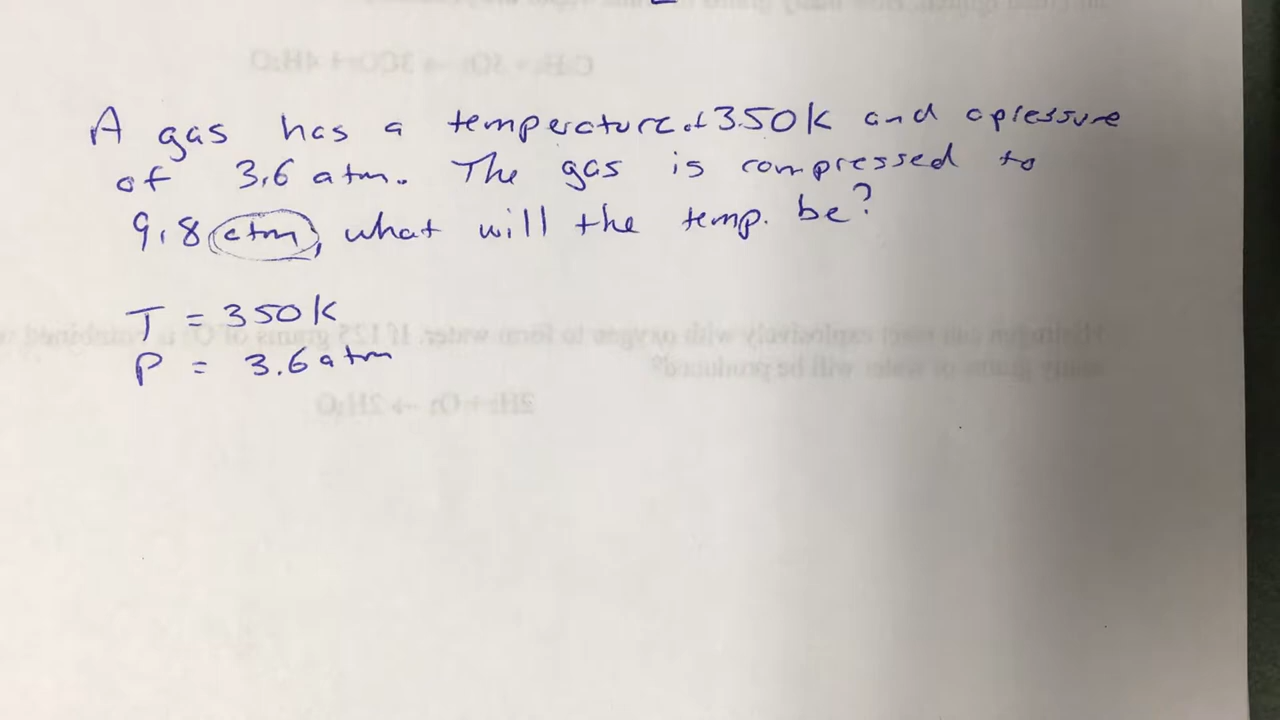 A gas has a temperature of 350K and a pressure
of 3.6 atm. The gas is compressed to
9.8 atm, what will the temp. be?
T = 350K
P = 3.6 atm